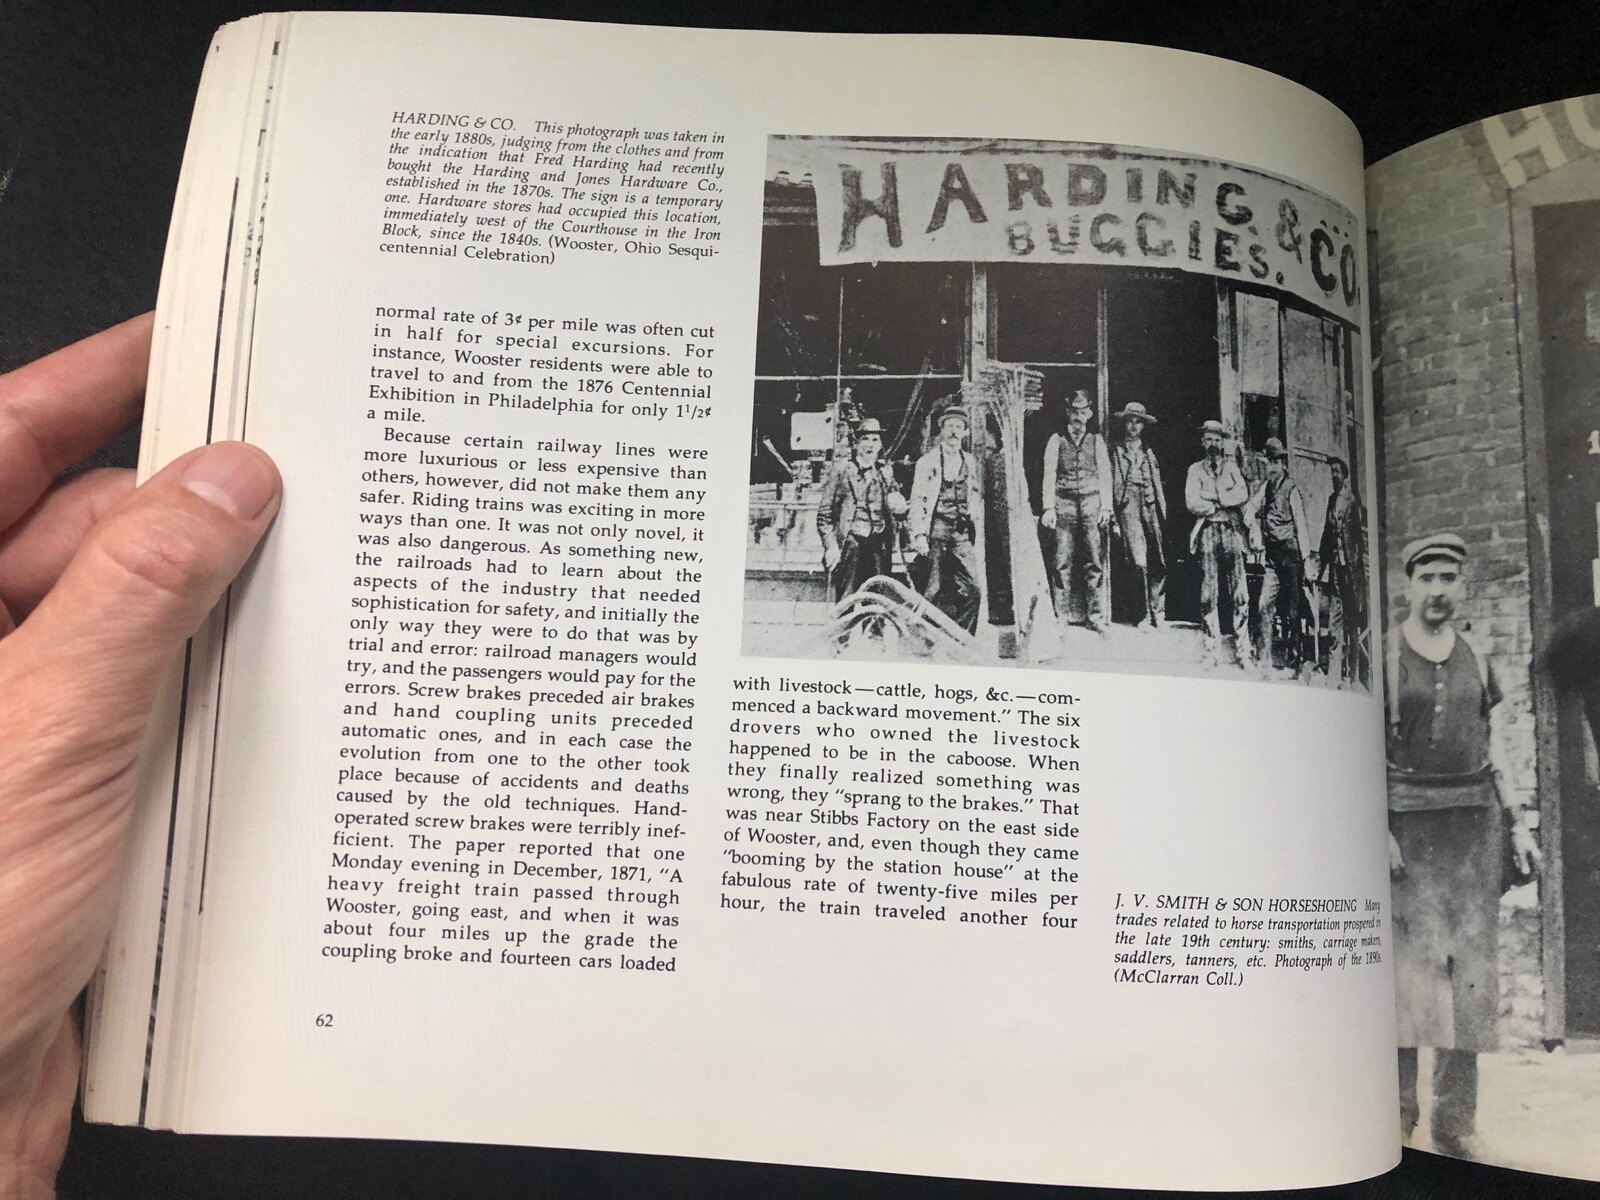 HARDING & CO. This photograph was taken in
the early 1880s, judging from the clothes and from
the indication that Fred Harding had recently
bought the Harding and Jones Hardware Co.,
established in the 1870s. The sign is a temporary
one. Hardware stores had occupied this location,
immediately west of the Courthouse in the Iron
Block, since the 1840s. (Wooster, Ohio Sesqui-
centennial Celebration)
normal rate of 3¢ per mile was often cut
in half for special excursions. For
instance, Wooster residents were able to
travel to and from the 1876 Centennial
Exhibition in Philadelphia for only 1 1/2¢
a mile.
Because certain railway lines were
more luxurious or less expensive than
others, however, did not make them any
safer. Riding trains was exciting in more
ways than one. It was not only novel, it
was also dangerous. As something new,
the railroads had to learn about the
aspects of the industry that needed
sophistication for safety, and initially the
only way they were to do that was by
trial and error: railroad managers would
try, and the passengers would pay for the
errors. Screw brakes preceded air brakes
and hand coupling units preceded
automatic ones, and in each case the
evolution from one to the other took
place because of accidents and deaths
caused by the old techniques. Hand-
operated screw brakes were terribly inef-
ficient. The paper reported that one
Monday evening in December, 1871, “A
heavy freight train passed through
Wooster, going east, and when it was
about four miles up the grade the
coupling broke and fourteen cars loaded
62
HARDING & CO.
BUGGIES.
with livestock—cattle, hogs, &c.—com-
menced a backward movement.” The six
drovers who owned the livestock
happened to be in the caboose. When
they finally realized something was
wrong, they “sprang to the brakes.” That
was near Stibbs Factory on the east side
of Wooster, and, even though they came
“booming by the station house” at the
fabulous rate of twenty-five miles per
hour, the train traveled another four
J. V. SMITH & SON HORSESHOEING Many
trades related to horse transportation prospered in
the late 19th century: smiths, carriage makers,
saddlers, tanners, etc. Photograph of the 1890s.
(McClarran Coll.)
HO